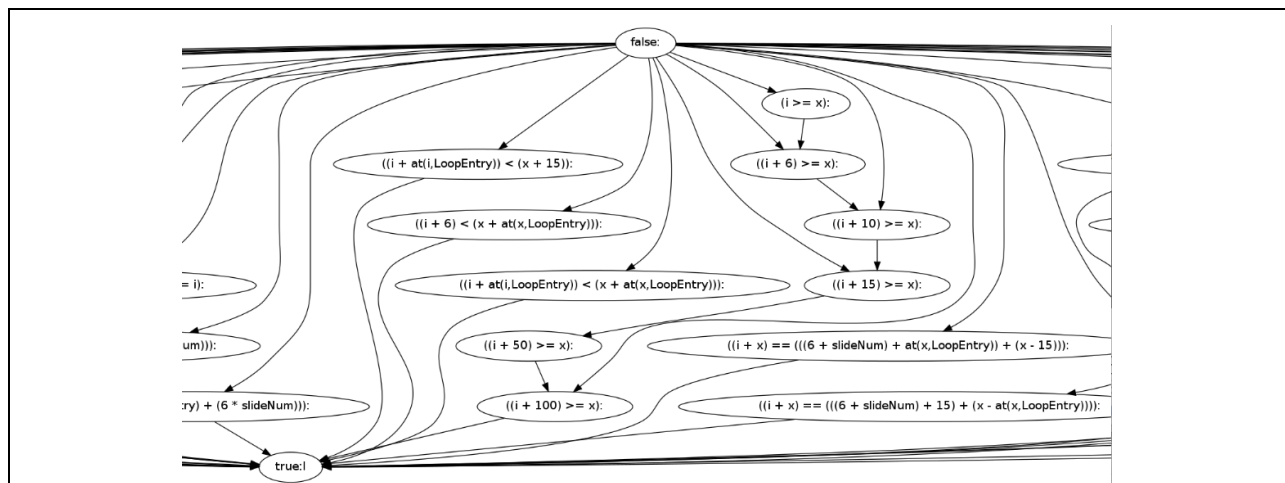 false:
(i >= x):
((i + at(i,LoopEntry)) < (x + 15)):
((i + 6) >= x):
((i + 6) < (x + at(x,LoopEntry))):
((i + 10) >= x):
= i):
((i + at(i,LoopEntry)) < (x + at(x,LoopEntry))):
((i + 15) >= x):
um))):
((i + 50) >= x):
((i + x) == (((6 + slideNum) + at(x,LoopEntry)) + (x - 15))):
ry) + (6 * slideNum))):
((i + 100) >= x):
((i + x) == (((6 + slideNum) + 15) + (x - at(x,LoopEntry)))):
true:l